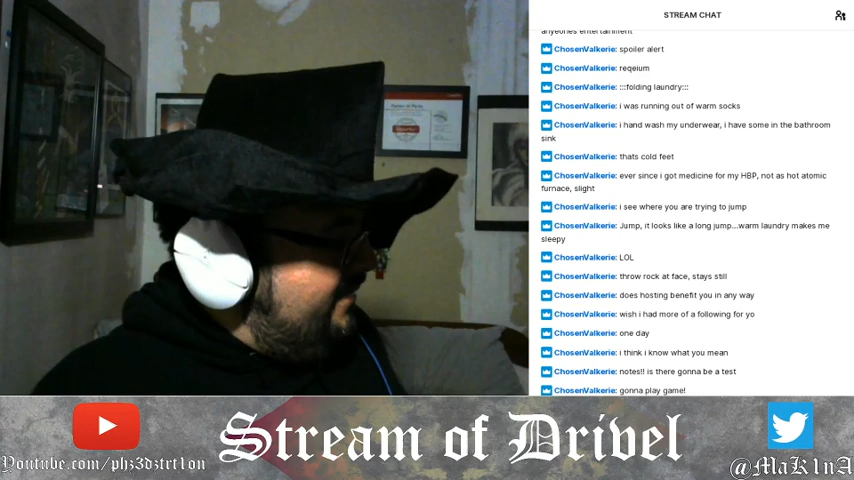 STREAM CHAT
anyeones entertainment
ChosenValkerie: spoiler alert
ChosenValkerie: reqeium
ChosenValkerie: :::folding laundry:::
ChosenValkerie: i was running out of warm socks
ChosenValkerie: i hand wash my underwear, i have some in the bathroom
sink
ChosenValkerie: thats cold feet
ChosenValkerie: ever since i got medicine for my HBP, not as hot atomic
furnace, slight
ChosenValkerie: i see where you are trying to jump
ChosenValkerie: Jump, it looks like a long jump...warm laundry makes me
sleepy
ChosenValkerie: LOL
ChosenValkerie: throw rock at face, stays still
ChosenValkerie: does hosting benefit you in any way
ChosenValkerie: wish i had more of a following for yo
ChosenValkerie: one day
ChosenValkerie: i think i know what you mean
ChosenValkerie: notes!! is there gonna be a test
ChosenValkerie: gonna play game!
Stream of Drivel
Youtube.com/phz3dztrt1on
@MaK1nA